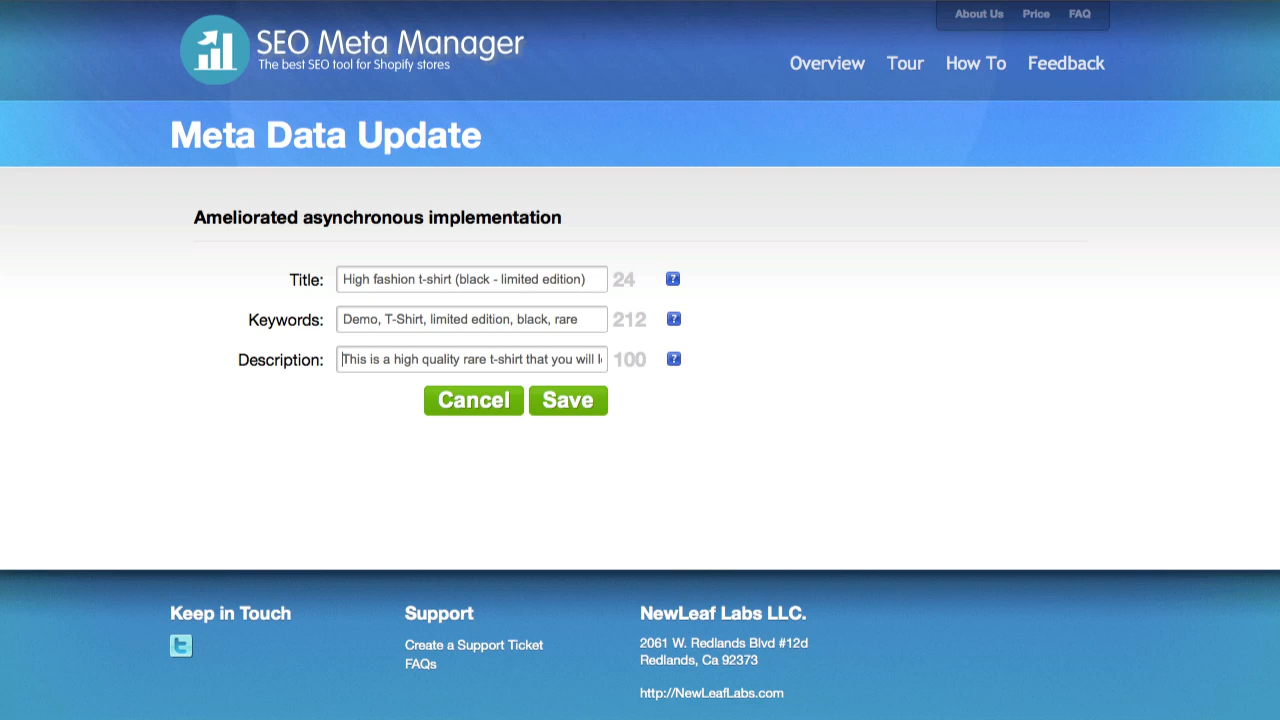 About Us Price FAQ
SEO Meta Manager
The best SEO tool for Shopify stores
Overview Tour How To Feedback
Meta Data Update
Ameliorated asynchronous implementation
Title: High fashion t-shirt (black - limited edition) 24 ?
Keywords: Demo, T-Shirt, limited edition, black, rare 212 ?
Description: This is a high quality rare t-shirt that you will 100 ?
Cancel Save
Keep in Touch
t
Support
Create a Support Ticket
FAQs
NewLeaf Labs LLC.
2061 W. Redlands Blvd #12d
Redlands, Ca 92373
http://NewLeafLabs.com